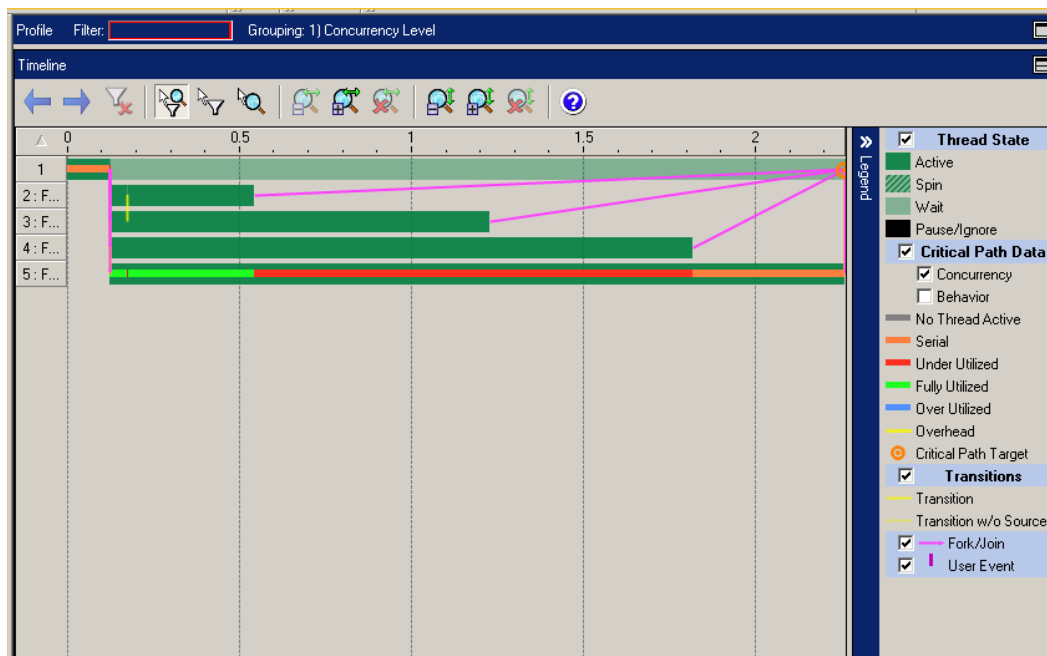 Profile Filter: Grouping: 1) Concurrency Level
Timeline
0 0.5 1 1.5 2
1
2 : F...
3 : F...
4 : F...
5 : F...
Legend
Thread State
Active
Spin
Wait
Pause/Ignore
Critical Path Data
Concurrency
Behavior
No Thread Active
Serial
Under Utilized
Fully Utilized
Over Utilized
Overhead
Critical Path Target
Transitions
Transition
Transition w/o Source
Fork/Join
User Event